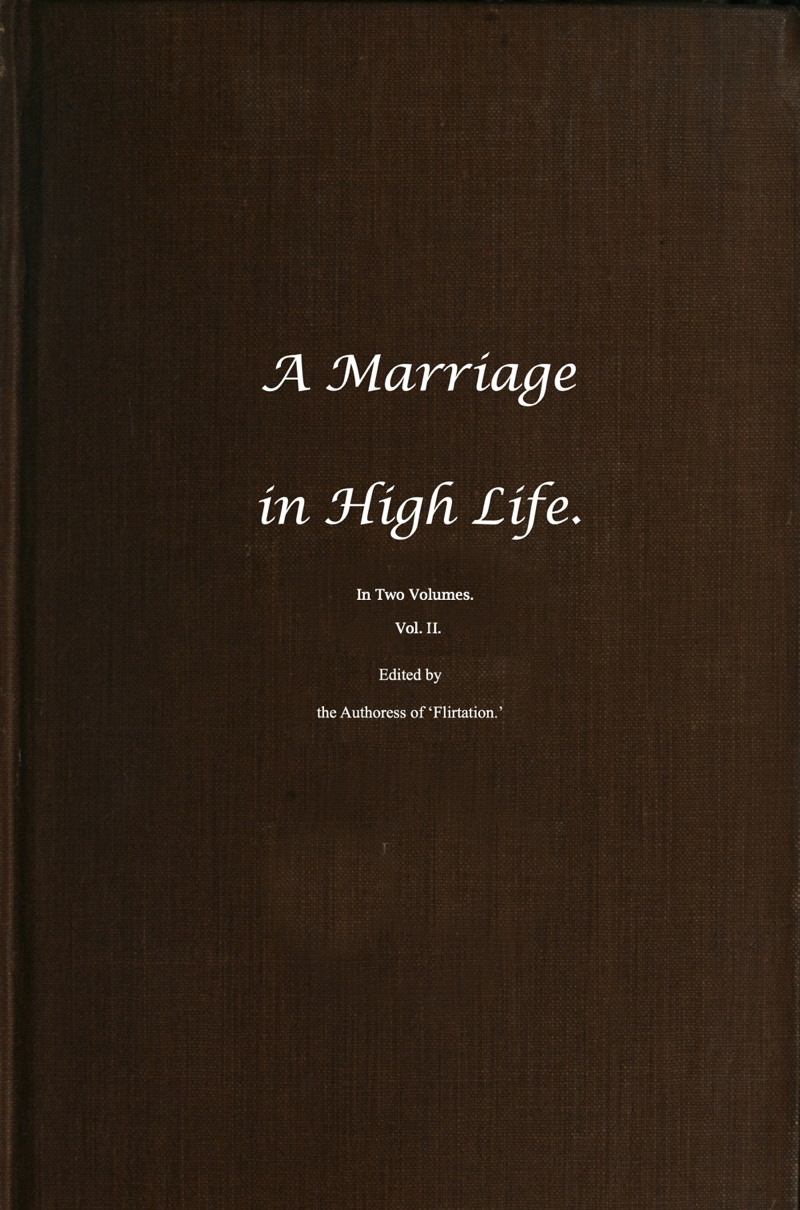 A Marriage
in High Life.
In Two Volumes.
Vol. II.
Edited by
the Authoress of ‘Flirtation.’